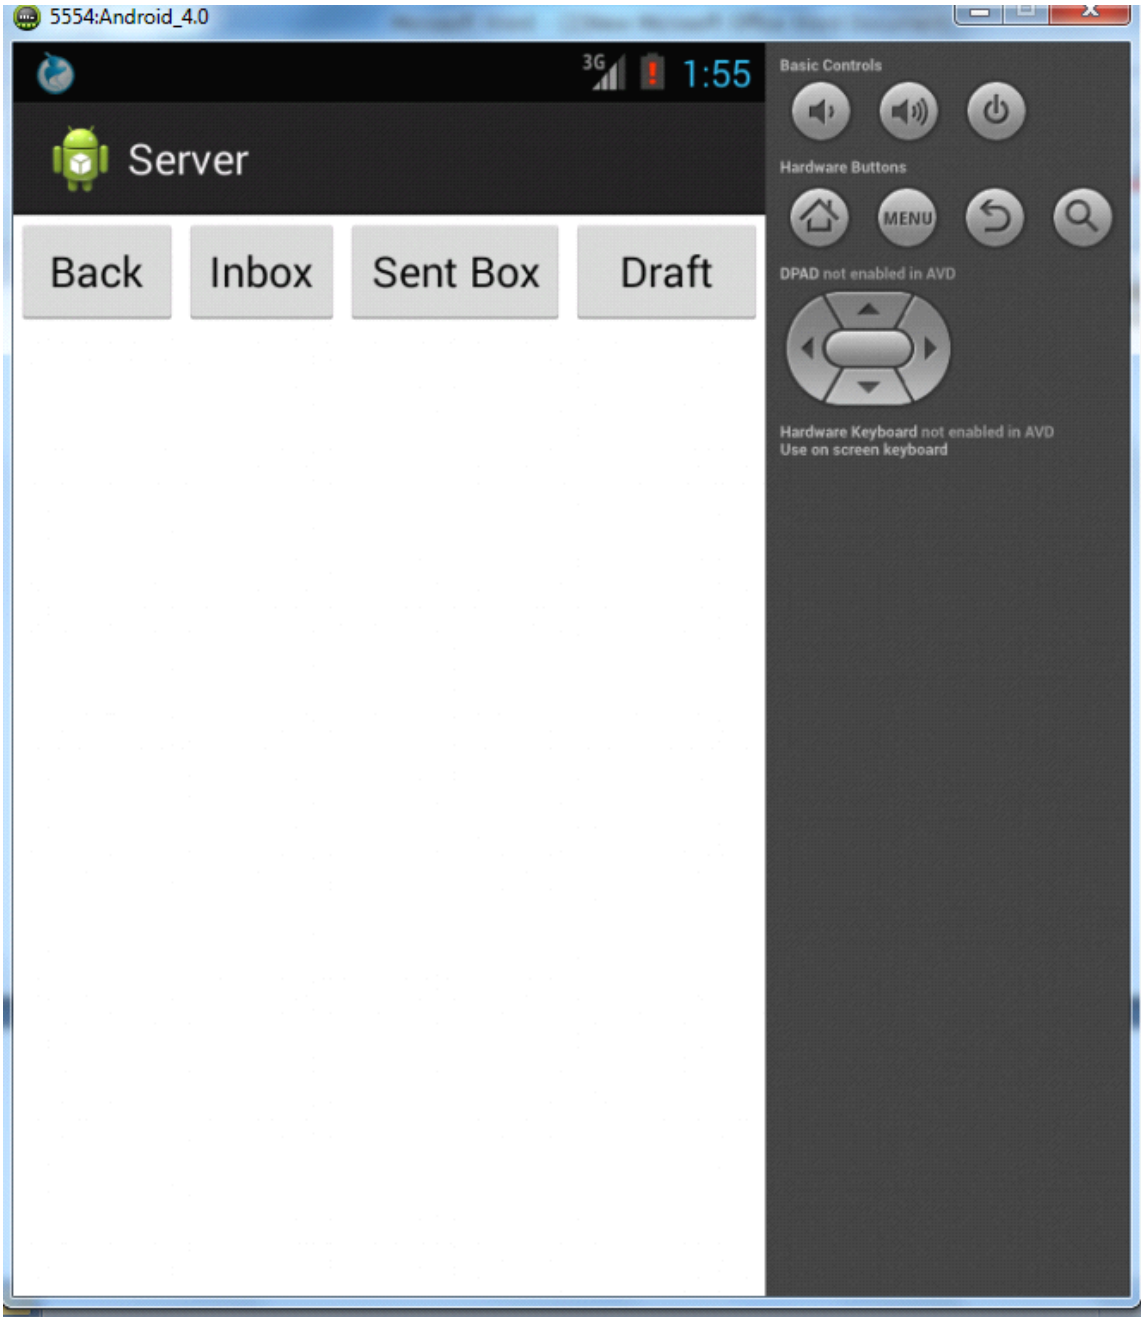 5554:Android_4.0
3G 1:55
Server
Back Inbox Sent Box Draft
Basic Controls
Hardware Buttons
MENU
DPAD not enabled in AVD
Hardware Keyboard not enabled in AVD
Use on screen keyboard